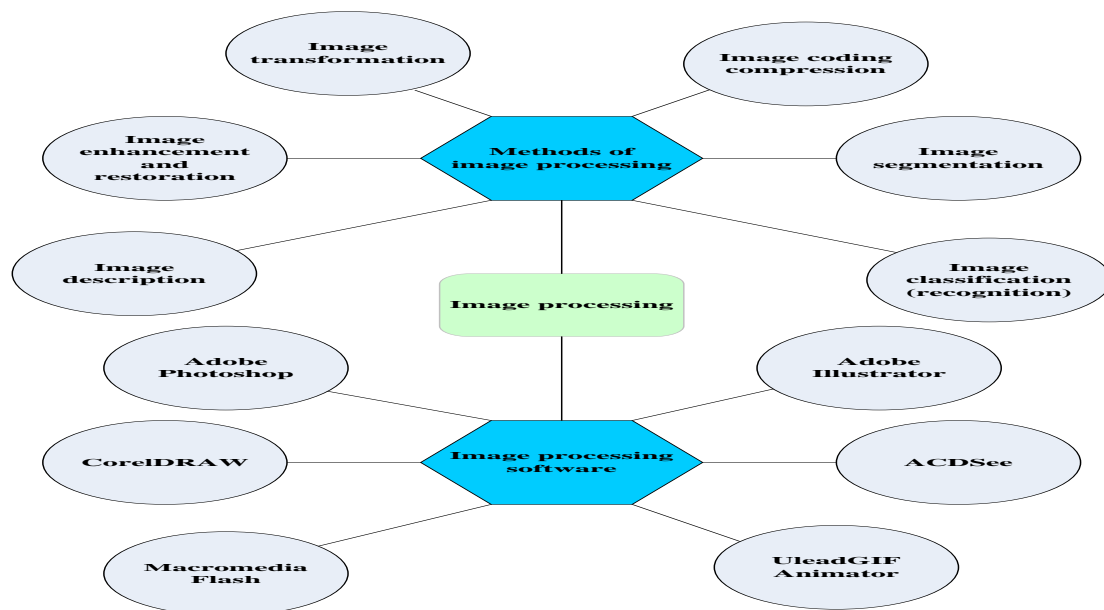 Image
transformation
Image coding
compression
Image
enhancement
and
restoration
Methods of
image processing
Image
segmentation
Image
description
Image processing
Image
classification
(recognition)
Adobe
Photoshop
Adobe
Illustrator
CorelDRAW
Image processing
software
ACDSee
Macromedia
Flash
UleadGIF
Animator